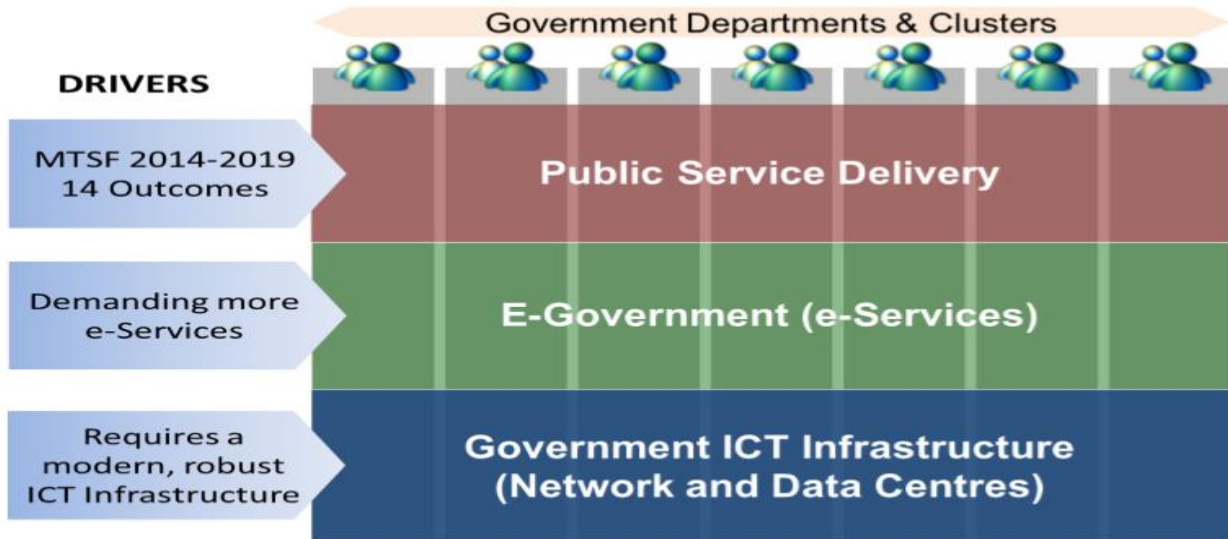 Government Departments & Clusters
DRIVERS
MTSF 2014-2019
14 Outcomes
Public Service Delivery
Demanding more
e-Services
E-Government (e-Services)
Requires a
modern, robust
ICT Infrastructure
Government ICT Infrastructure
(Network and Data Centres)